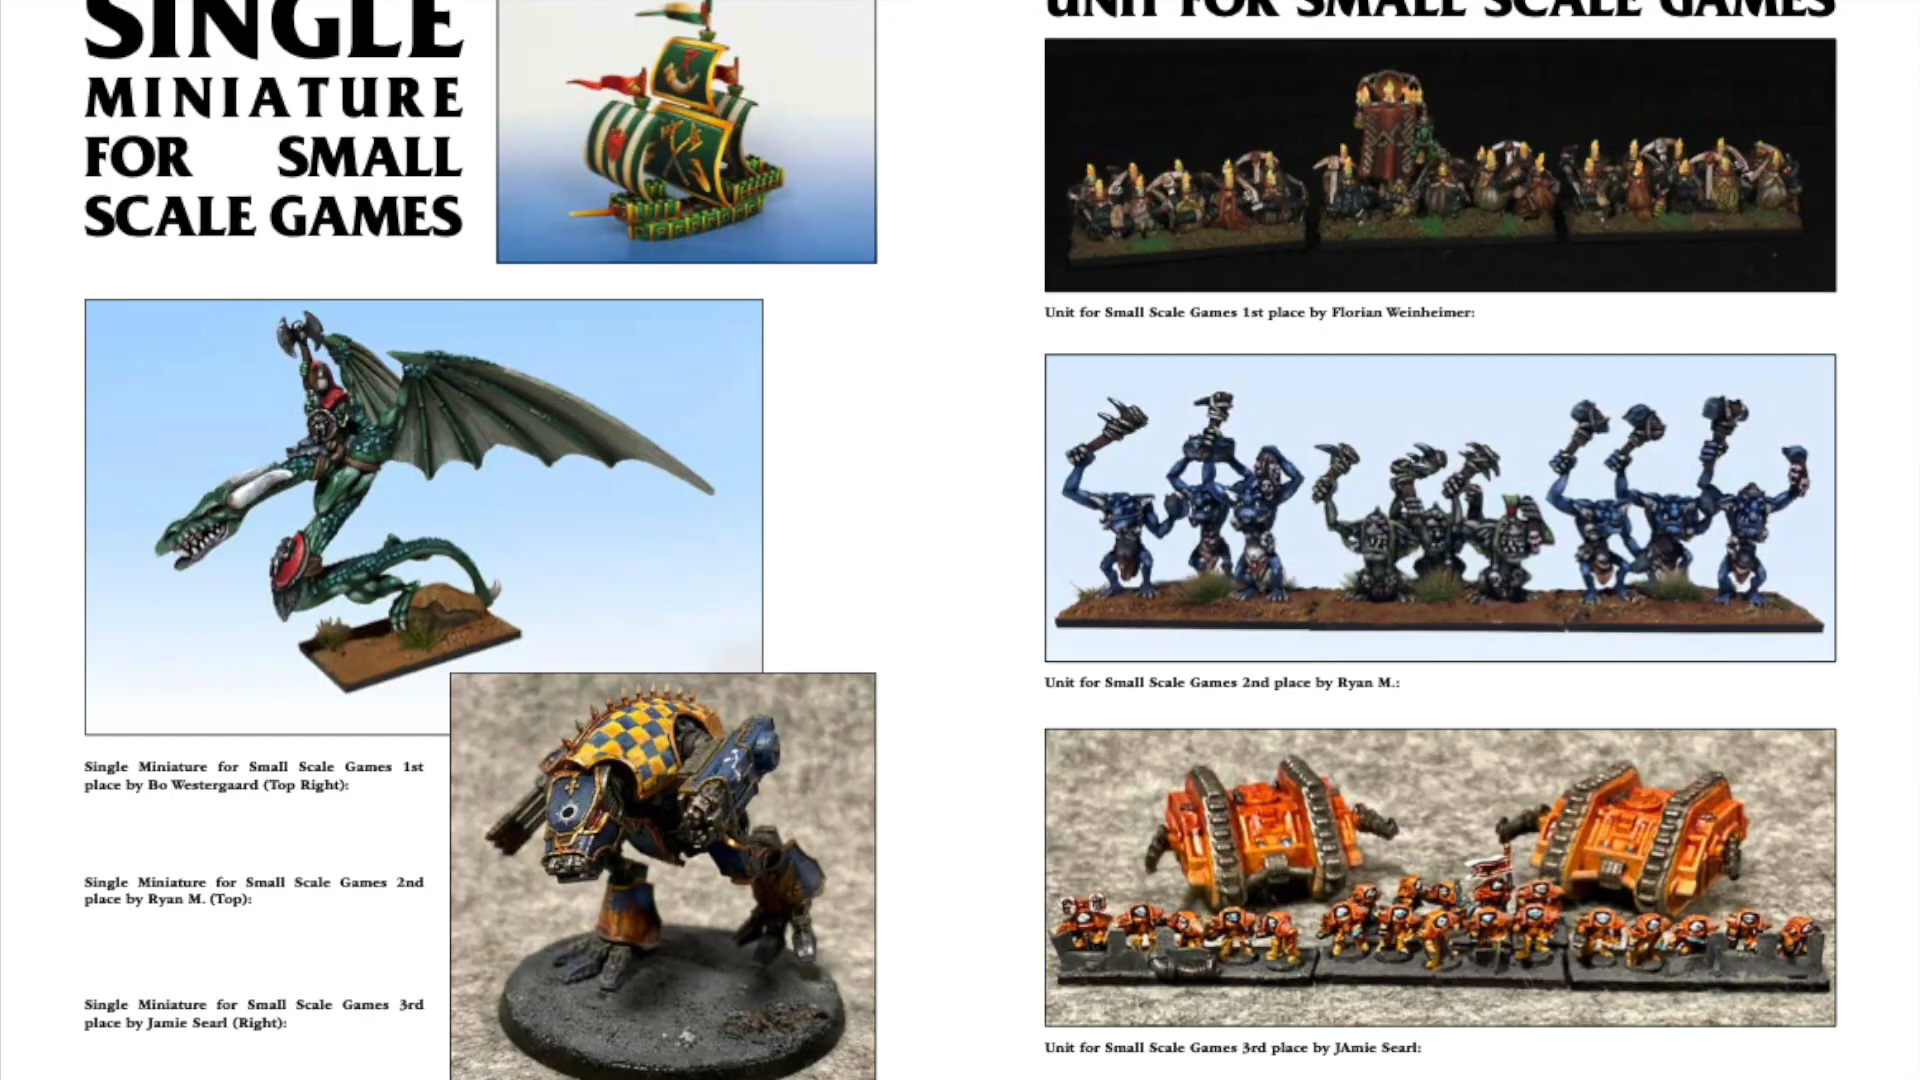 SINGLE
MINIATURE
FOR SMALL
SCALE GAMES
Single Miniature for Small Scale Games 1st
place by Bo Westergaard (Top Right):
Single Miniature for Small Scale Games 2nd
place by Ryan M. (Top):
Single Miniature for Small Scale Games 3rd
place by Jamie Searl (Right):
UNIT FOR SMALL SCALE GAMES
Unit for Small Scale Games 1st place by Florian Weinheimer:
Unit for Small Scale Games 2nd place by Ryan M.:
Unit for Small Scale Games 3rd place by JAmie Searl: